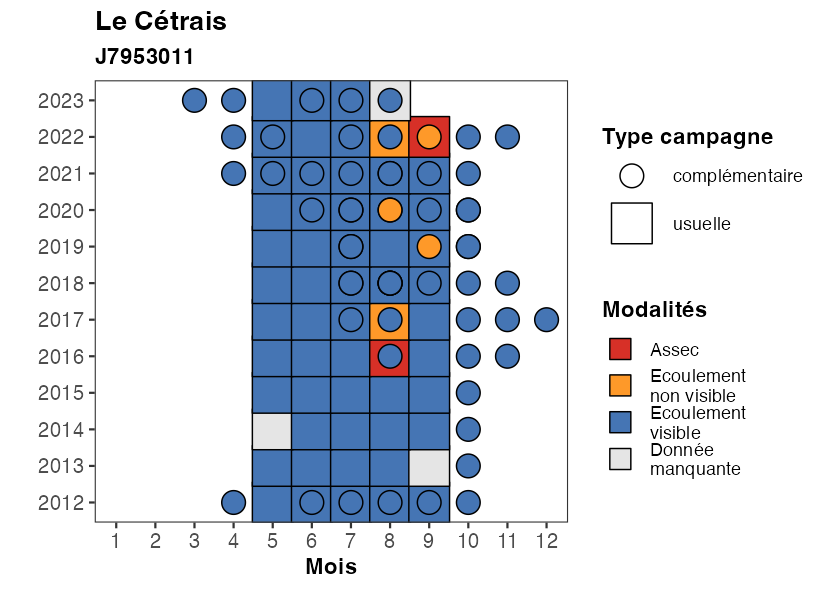 Le Cétrais
J7953011
2023
2022
2021
2020
2019
2018
2017
2016
2015
2014
2013
2012
1 2 3 4 5 6 7 8 9 10 11 12
Mois
Type campagne
complémentaire
usuelle
Modalités
Assec
Ecoulement
non visible
Ecoulement
visible
Donnée
manquante